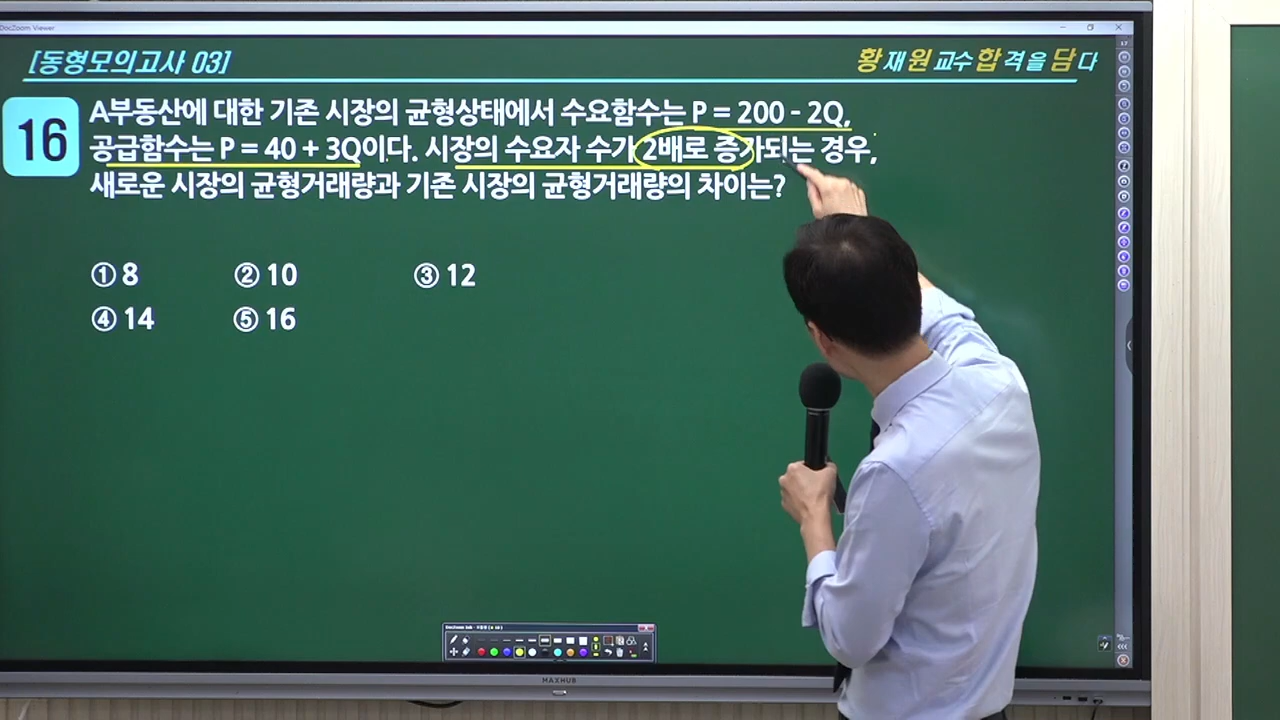 DocZoom Viewer
[동형모의고사 03]
황재원교수합격을담다
16
A부동산에 대한 기존 시장의 균형상태에서 수요함수는 P = 200 - 2Q,
공급함수는 P = 40 + 3Q이다. 시장의 수요자 수가 2배로 증가되는 경우,
새로운 시장의 균형거래량과 기존 시장의 균형거래량의 차이는?
① 8 ② 10 ③ 12
④ 14 ⑤ 16
MAXHUB